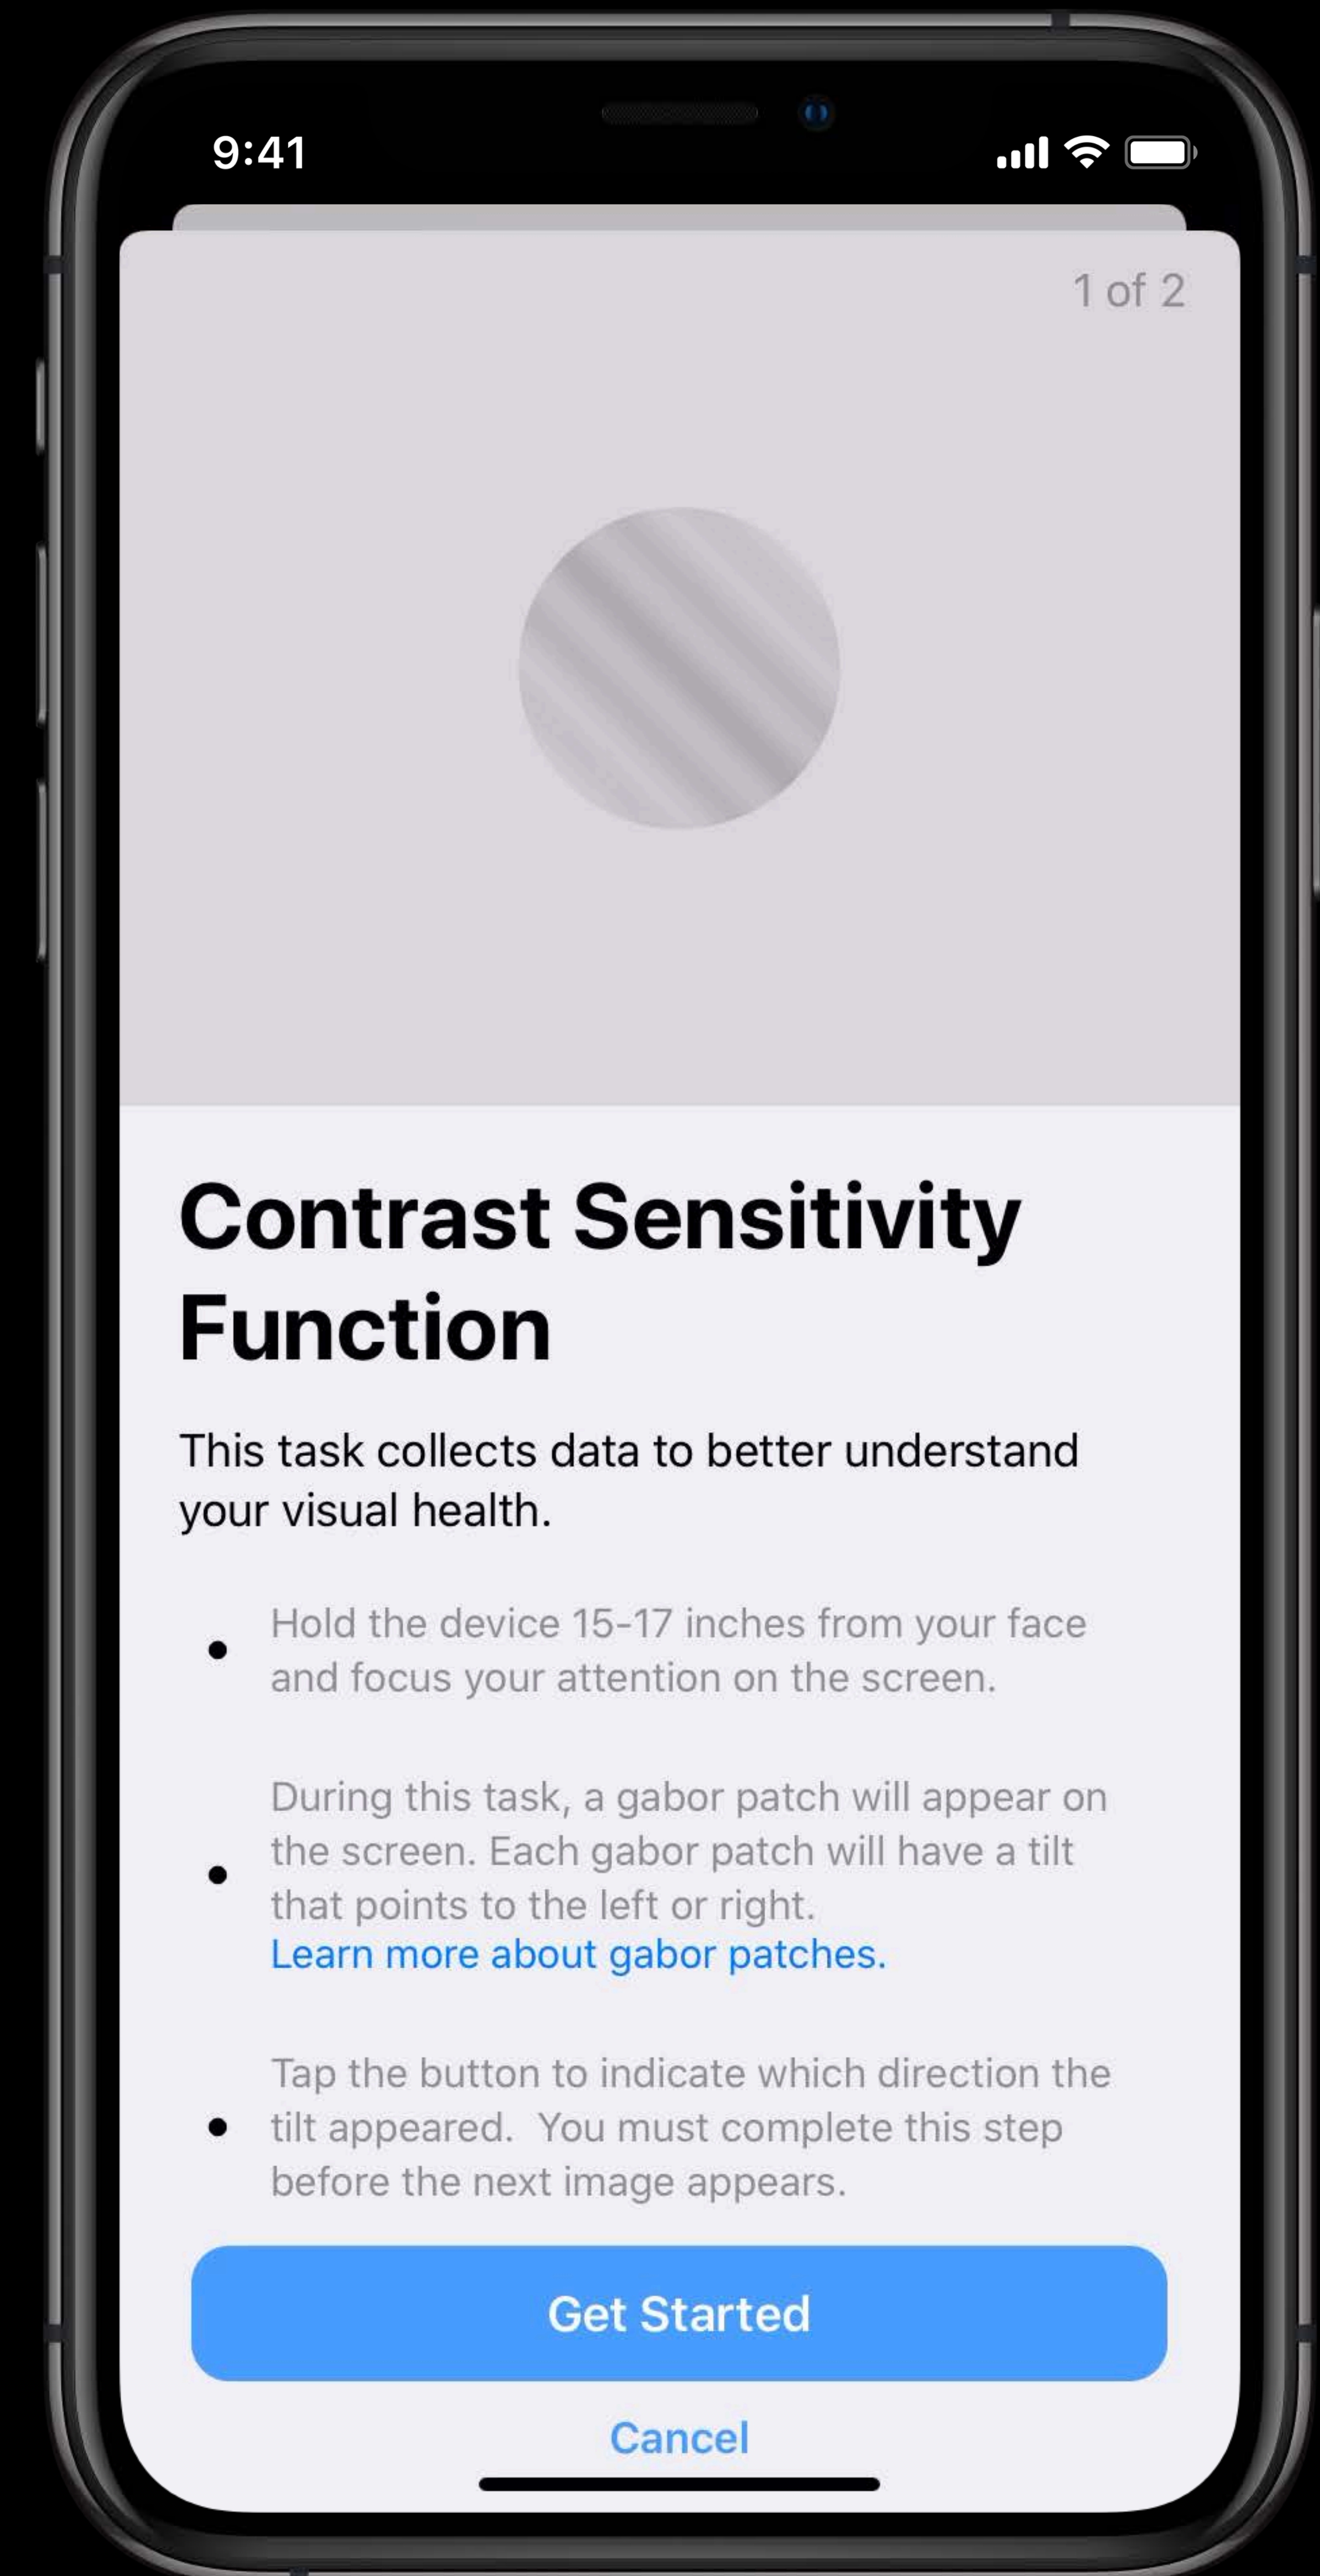 9:41
1 of 2
Contrast Sensitivity
Function
This task collects data to better understand
your visual health.
Hold the device 15-17 inches from your face
and focus your attention on the screen.
During this task, a gabor patch will appear on
the screen. Each gabor patch will have a tilt
that points to the left or right.
Learn more about gabor patches.
Tap the button to indicate which direction the
tilt appeared.  You must complete this step
before the next image appears.
Get Started
Cancel